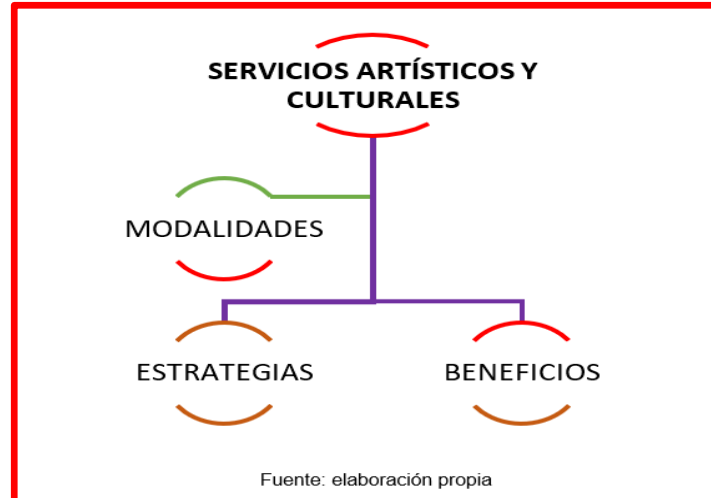 SERVICIOS ARTÍSTICOS Y
CULTURALES
MODALIDADES
ESTRATEGIAS
BENEFICIOS
Fuente: elaboración propia